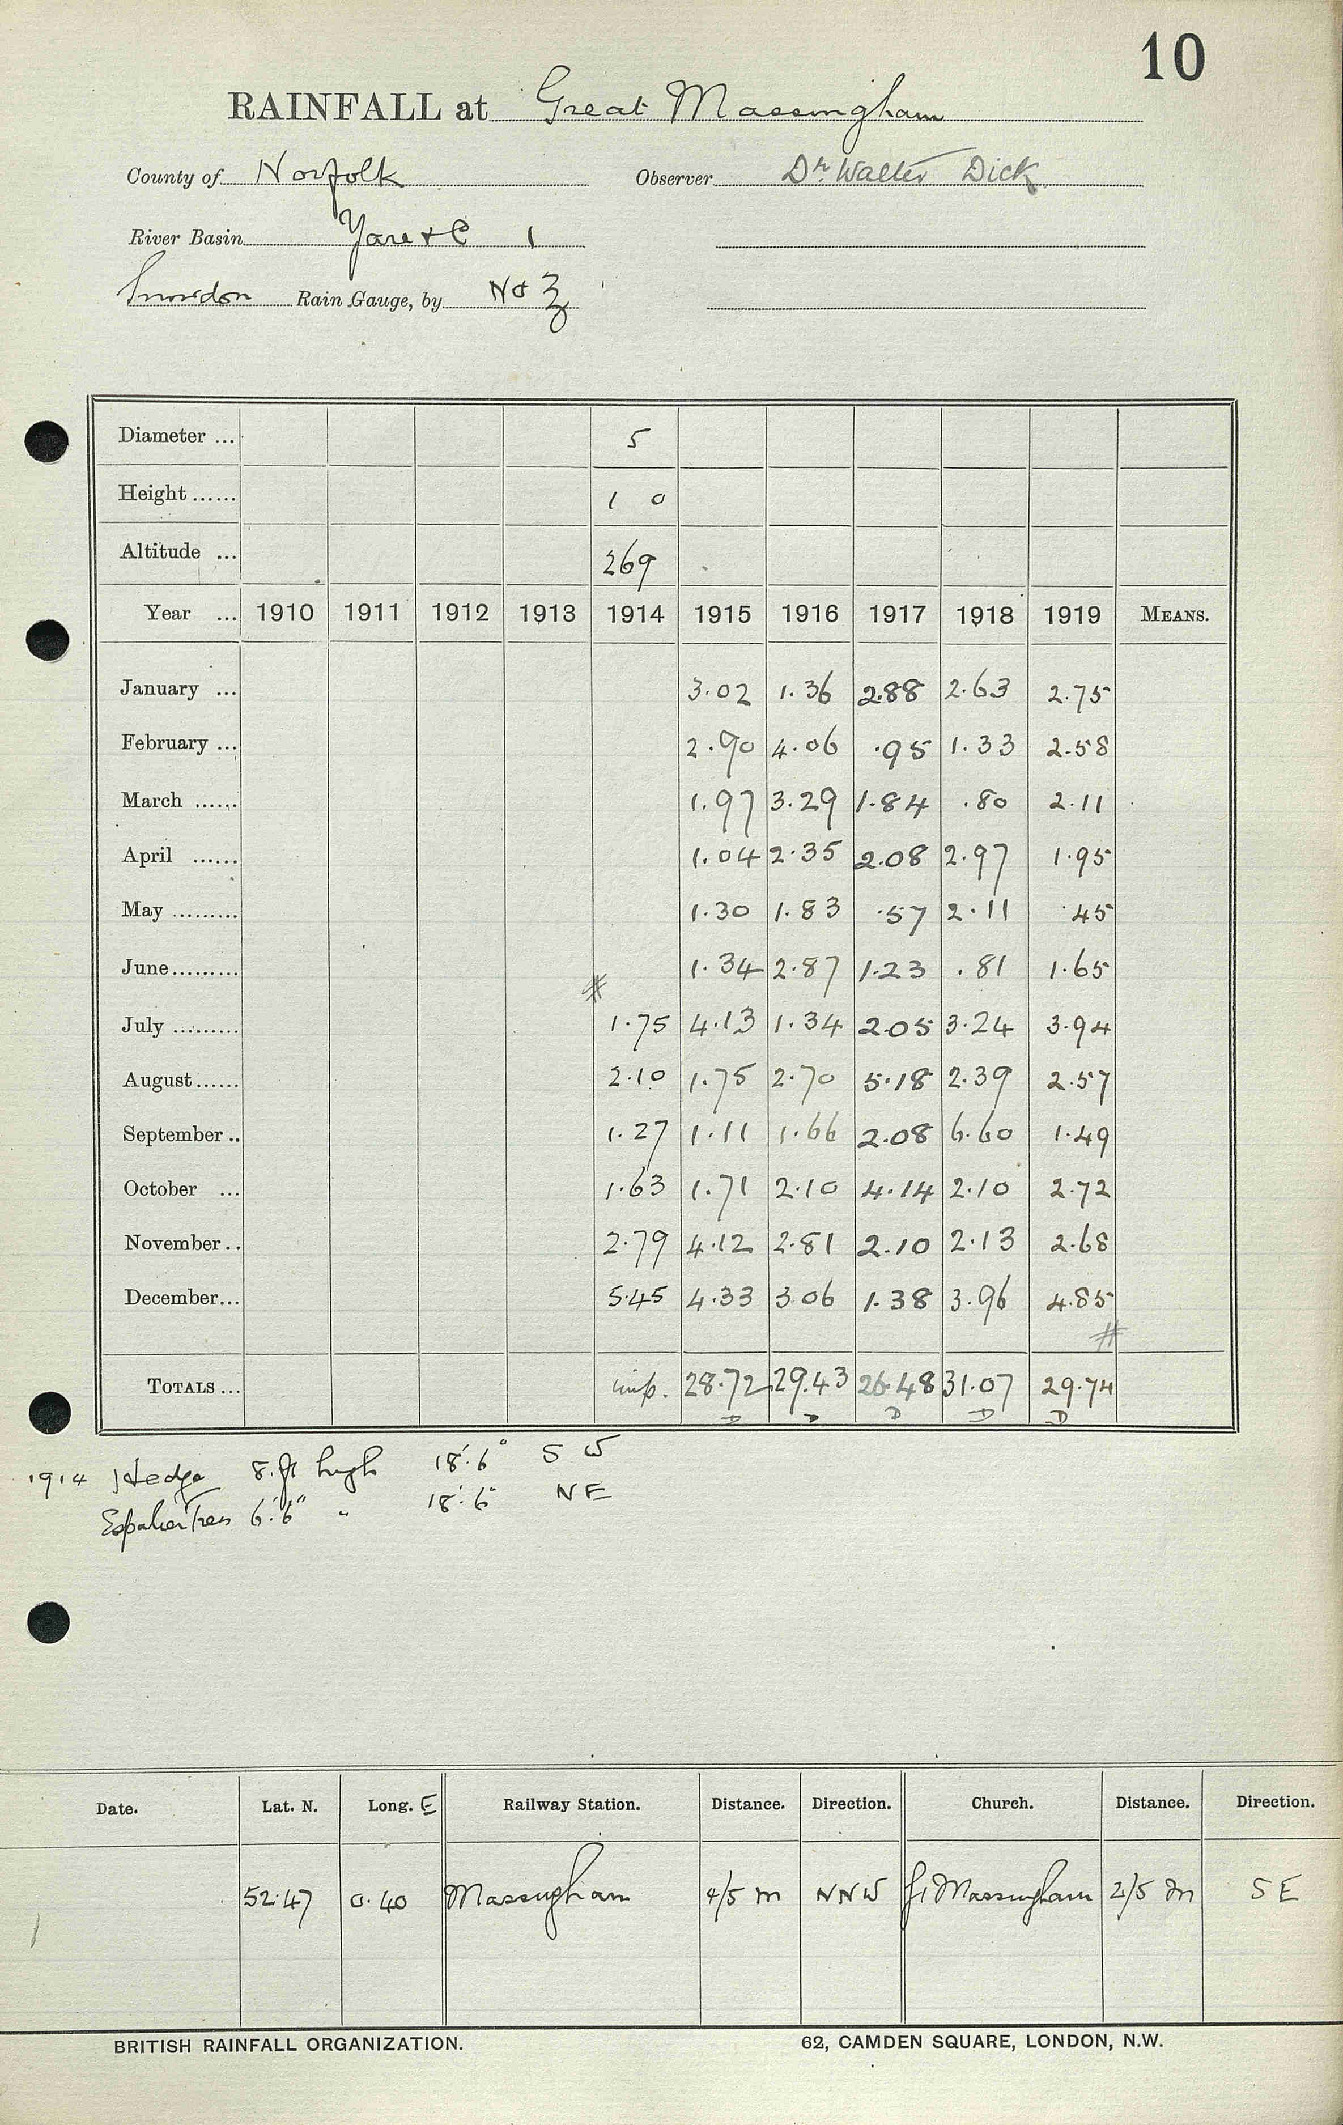 10
RAINFALL at Great Massingham
County of Norfolk Observer Dr. Walter Dick
River Basin Yare & C 1
Snowdon Rain Gauge, by No 3
Diameter ... 5
Height ...... 1 0
Altitude ... 269
Year ... 1910 1911 1912 1913 1914 1915 1916 1917 1918 1919 MEANS.
January ... 3.02 1.36 2.88 2.63 2.75
February ... 2.90 4.06 .95 1.33 2.58
March ...... 1.97 3.29 1.84 .80 2.11
April ...... 1.04 2.35 2.08 2.97 1.95
May ......... 1.30 1.83 .57 2.11 .45
June ......... 1.34 2.87 1.23 .81 1.65
#
July ......... 1.75 4.13 1.34 2.05 3.24 3.94
August ...... 2.10 1.75 2.70 5.18 2.39 2.57
September .. 1.27 1.11 1.66 2.08 6.60 1.49
October ... 1.63 1.71 2.10 4.14 2.10 2.72
November .. 2.79 4.12 2.81 2.10 2.13 2.68
December ... 5.45 4.33 3.06 1.38 3.96 4.85
#
TOTALS ... imp. 28.72 29.43 26.48 31.07 29.74
D D D D D
1914 Hedge 8.ft high 18'.6" S W
Espalier Trees 6'.6" " 18'.6" NE
Date. Lat. N. Long. E Railway Station. Distance. Direction. Church. Distance. Direction.
52.47 0.40 Massingham 4/5 m NNW Gt Massingham 2/5 m SE
BRITISH RAINFALL ORGANIZATION. 62, CAMDEN SQUARE, LONDON, N.W.